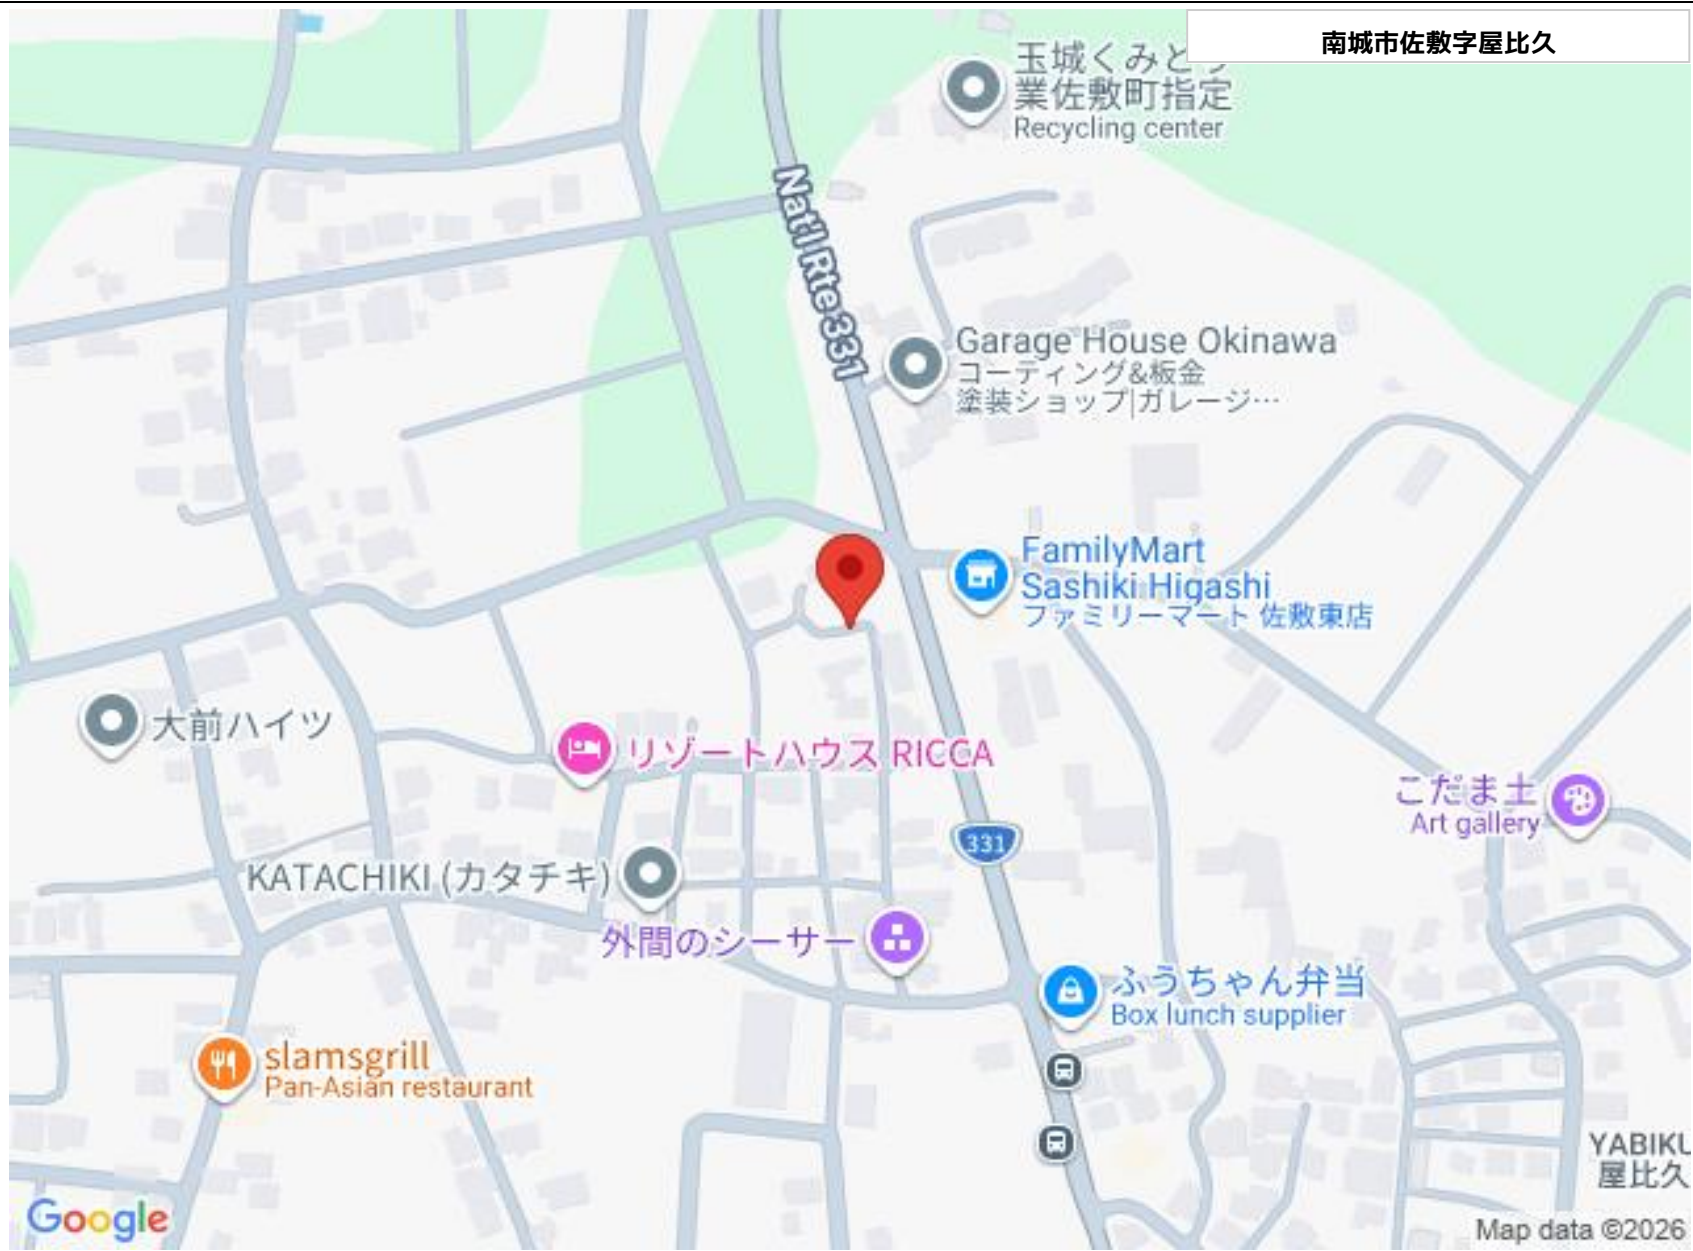 南城市佐敷字屋比久
玉城くみとり
業佐敷町指定
Recycling center
Nat'l Rte 331
Garage House Okinawa
コーティング&板金
塗装ショップ|ガレージ…
FamilyMart
Sashiki Higashi
ファミリーマート 佐敷東店
大前ハイツ
リゾートハウス RICCA
こだま土
Art gallery
331
KATACHIKI (カタチキ)
外間のシーサー
ふうちゃん弁当
Box lunch supplier
slamsgrill
Pan-Asian restaurant
YABIKU
屋比久
Google
Map data ©2026